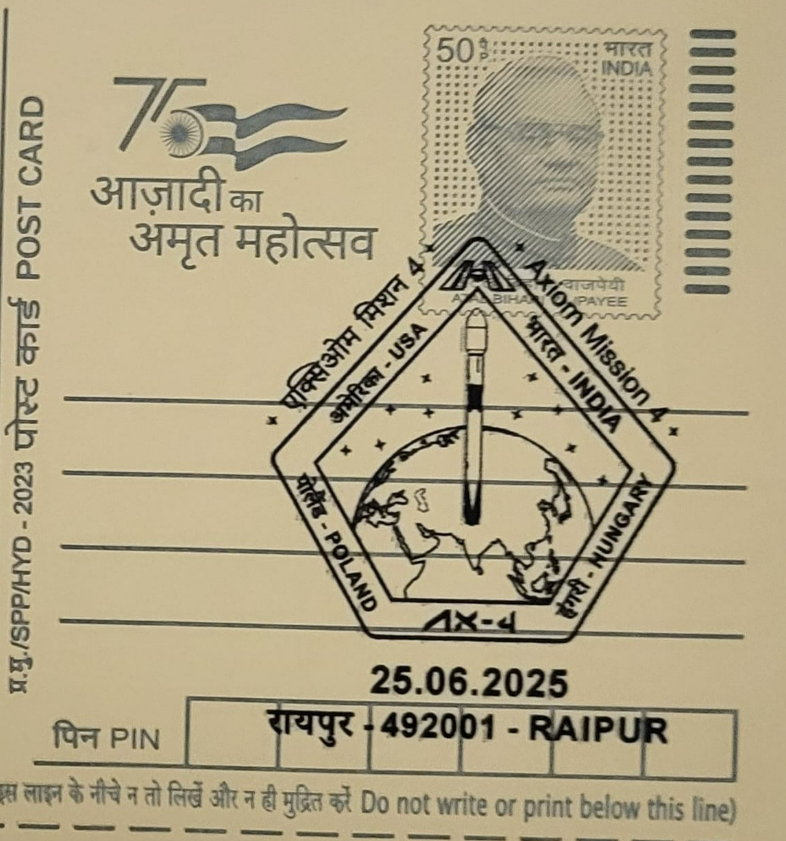 प्र.मु./SPP/HYD - 2023 पोस्ट कार्ड POST CARD
75
आज़ादी का
अमृत महोत्सव
50 पै P
भारत
INDIA
वाजपेयी
ATAL BIHARI
एक्सिओम मिशन 4
Axiom Mission 4
अमेरिका - USA
भारत - INDIA
पोलैंड - POLAND
हंगरी - HUNGARY
AX-4
25.06.2025
रायपुर - 492001 - RAIPUR
पिन PIN
इस लाइन के नीचे न तो लिखें और न ही मुद्रित करें Do not write or print below this line)